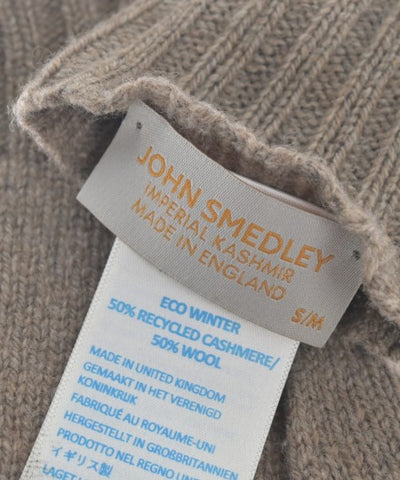 JOHN SMEDLEY
IMPERIAL KASHMIR
MADE IN ENGLAND
S/M
ECO WINTER
50% RECYCLED CASHMERE/
50% WOOL
MADE IN UNITED KINGDOM
GEMAAKT IN HET VERENIGD
KONINKRIJK
FABRIQUÉ AU ROYAUME-UNI
HERGESTELLT IN GROẞBRITANNIEN
PRODOTTO NEL REGNO UNITO
イギリス製
LAGET I